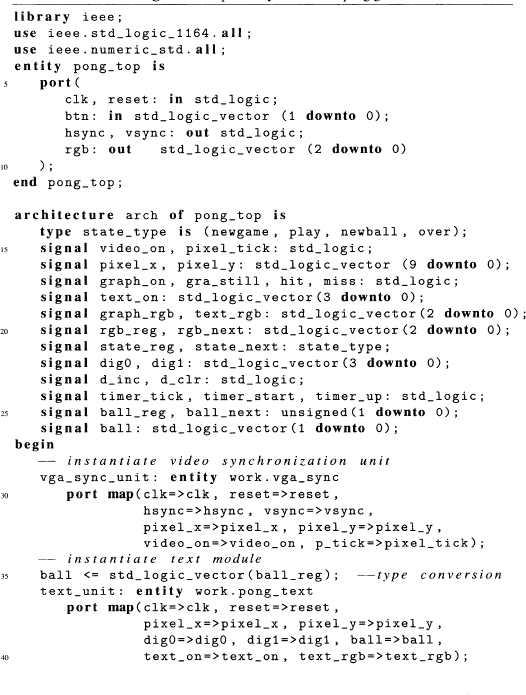 library ieee;
use ieee.std_logic_1164.all;
use ieee.numeric_std.all;
entity pong_top is
5    port(
        clk, reset: in std_logic;
        btn: in std_logic_vector (1 downto 0);
        hsync, vsync: out std_logic;
        rgb: out   std_logic_vector (2 downto 0)
10    );
end pong_top;

architecture arch of pong_top is
    type state_type is (newgame, play, newball, over);
15    signal video_on, pixel_tick: std_logic;
    signal pixel_x, pixel_y: std_logic_vector (9 downto 0);
    signal graph_on, gra_still, hit, miss: std_logic;
    signal text_on: std_logic_vector(3 downto 0);
    signal graph_rgb, text_rgb: std_logic_vector(2 downto 0);
20    signal rgb_reg, rgb_next: std_logic_vector(2 downto 0);
    signal state_reg, state_next: state_type;
    signal dig0, dig1: std_logic_vector(3 downto 0);
    signal d_inc, d_clr: std_logic;
    signal timer_tick, timer_start, timer_up: std_logic;
25    signal ball_reg, ball_next: unsigned(1 downto 0);
    signal ball: std_logic_vector(1 downto 0);
begin
    -- instantiate video synchronization unit
    vga_sync_unit: entity work.vga_sync
30        port map(clk=>clk, reset=>reset,
                 hsync=>hsync, vsync=>vsync,
                 pixel_x=>pixel_x, pixel_y=>pixel_y,
                 video_on=>video_on, p_tick=>pixel_tick);
    -- instantiate text module
35    ball <= std_logic_vector(ball_reg);  --type conversion
    text_unit: entity work.pong_text
        port map(clk=>clk, reset=>reset,
                 pixel_x=>pixel_x, pixel_y=>pixel_y,
                 dig0=>dig0, dig1=>dig1, ball=>ball,
40                 text_on=>text_on, text_rgb=>text_rgb);